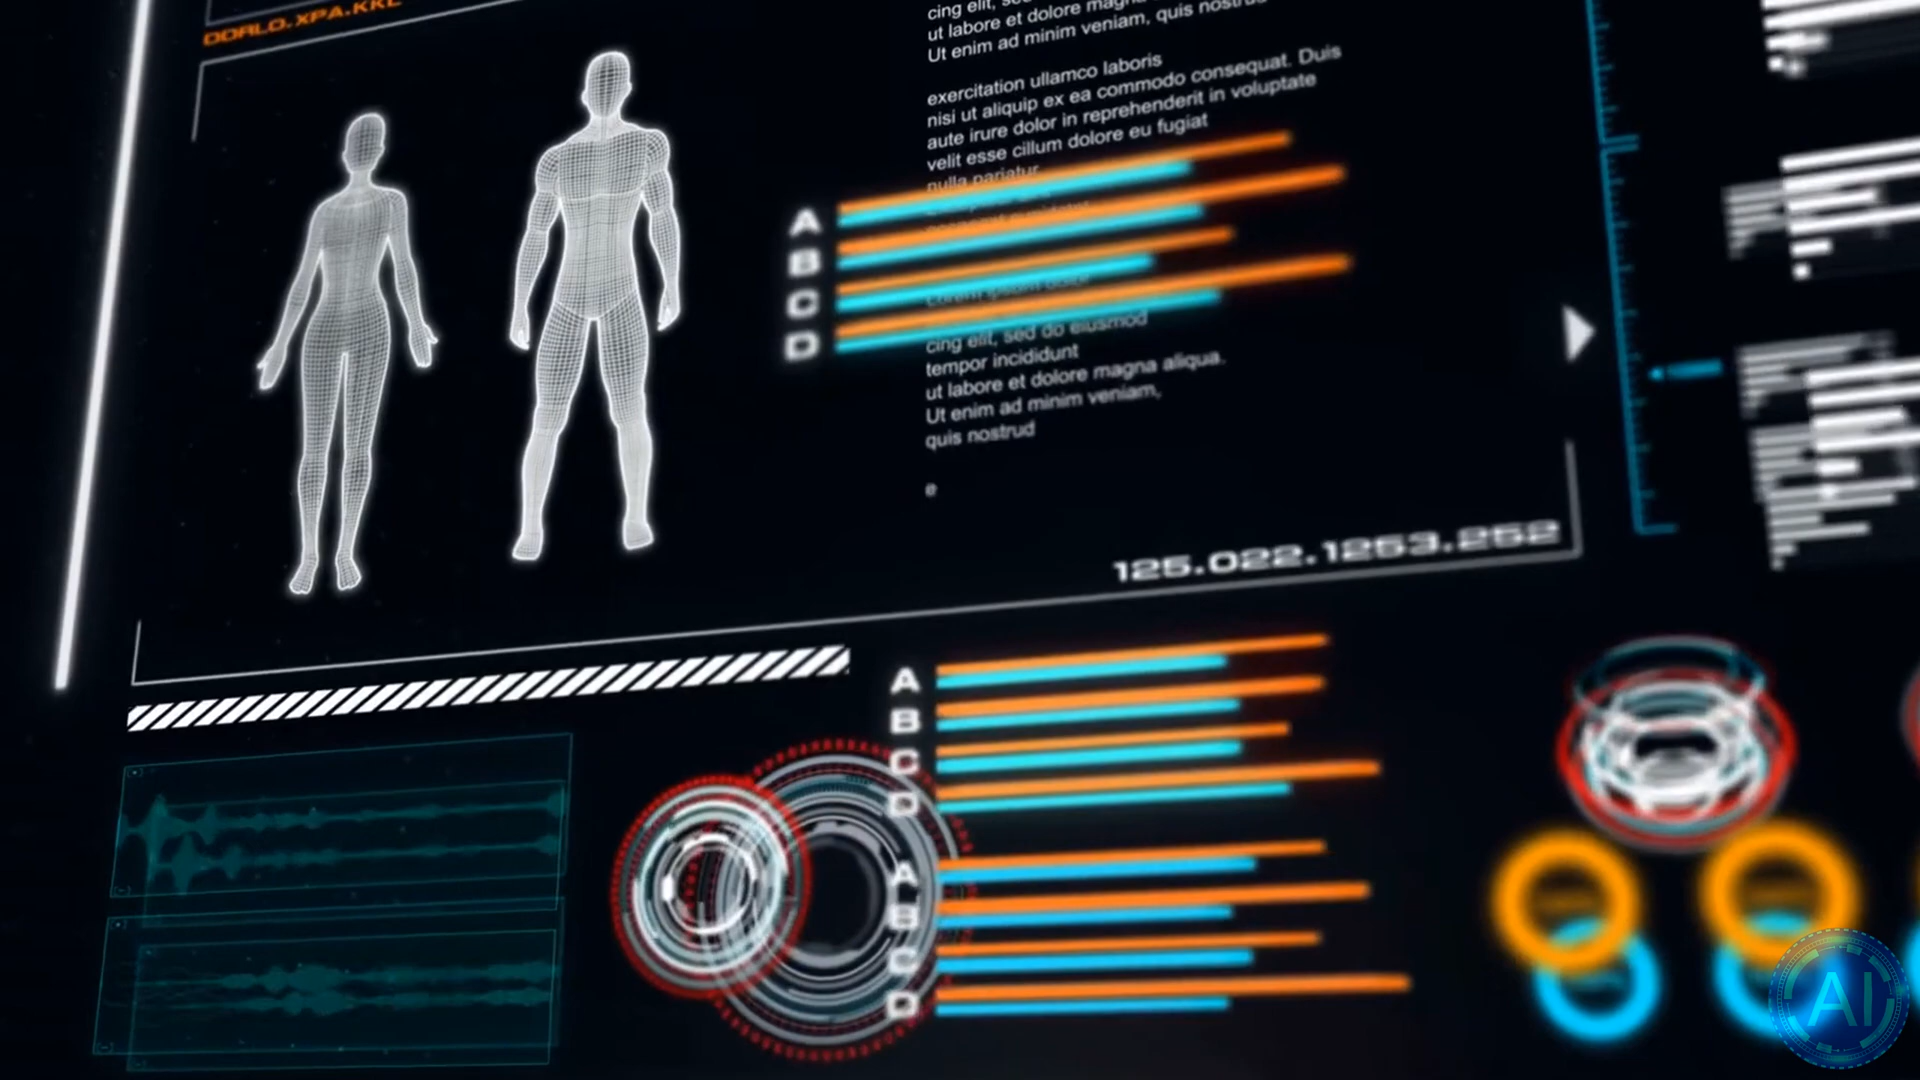 DORLO.XPA.KKL
ut labore et dolore magna
Ut enim ad minim veniam, quis nostrud
exercitation ullamco laboris
nisi ut aliquip ex ea commodo consequat. Duis
aute irure dolor in reprehenderit in voluptate
velit esse cillum dolore eu fugiat
nulla pariatur
A
B
C
D
cing elit, sed do eiusmod
tempor incididunt
ut labore et dolore magna aliqua.
Ut enim ad minim veniam,
quis nostrud
e
125.022.1253.252
A
B
C
D
A
B
C
D
AI